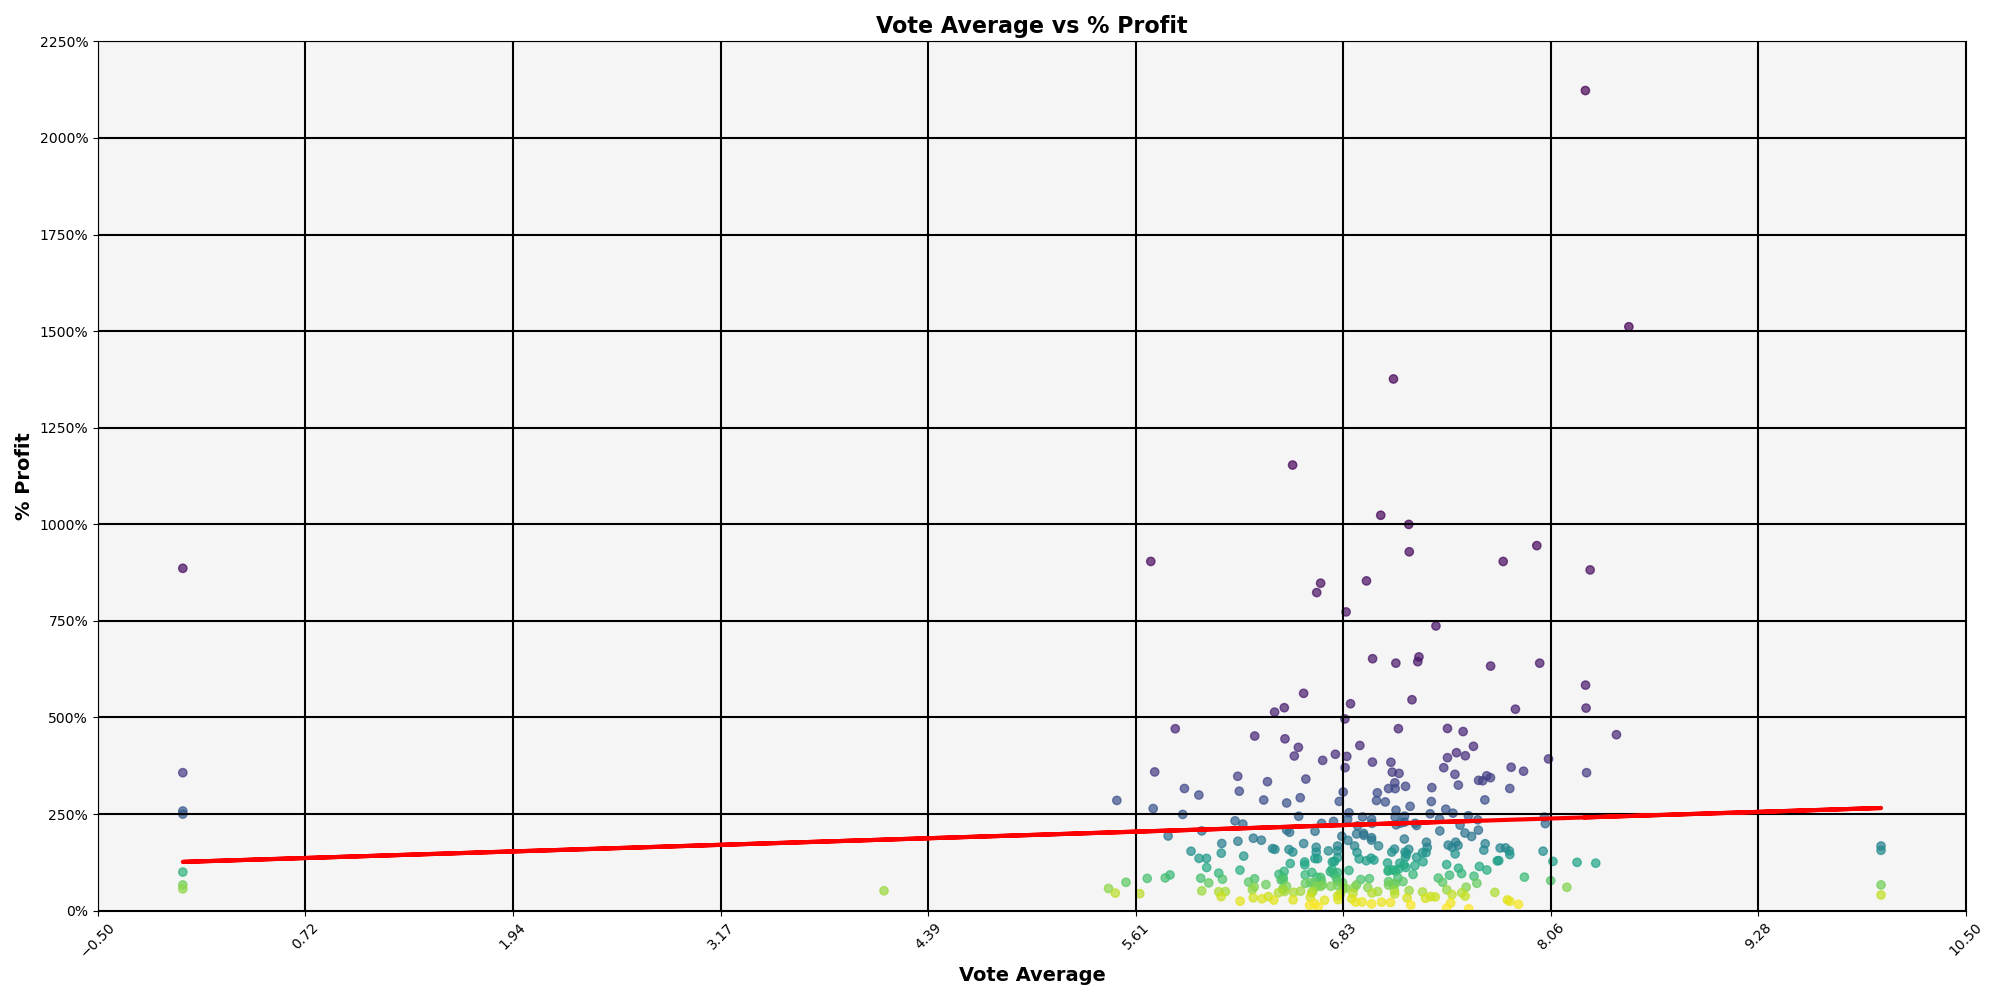 Vote Average vs % Profit
2250%
2000%
1750%
1500%
1250%
1000%
750%
500%
250%
0%
% Profit
−0.50 0.72 1.94 3.17 4.39 5.61 6.83 8.06 9.28 10.50
Vote Average